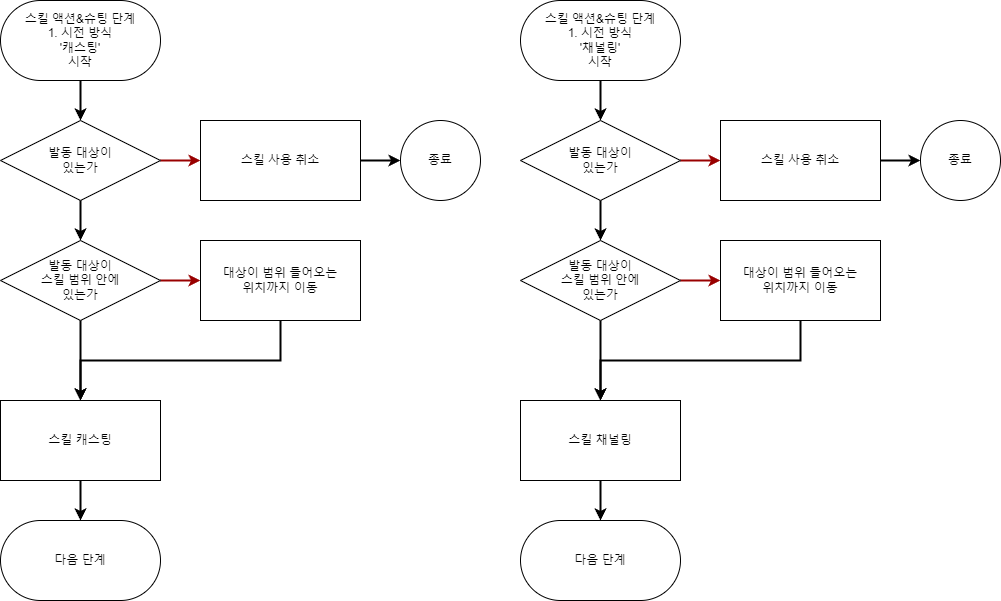 스킬 액션&슈팅 단계
1. 시전 방식
'캐스팅'
시작
발동 대상이
있는가
스킬 사용 취소
종료
발동 대상이
스킬 범위 안에
있는가
대상이 범위 들어오는
위치까지 이동
스킬 캐스팅
다음 단계
스킬 액션&슈팅 단계
1. 시전 방식
'채널링'
시작
발동 대상이
있는가
스킬 사용 취소
종료
발동 대상이
스킬 범위 안에
있는가
대상이 범위 들어오는
위치까지 이동
스킬 채널링
다음 단계